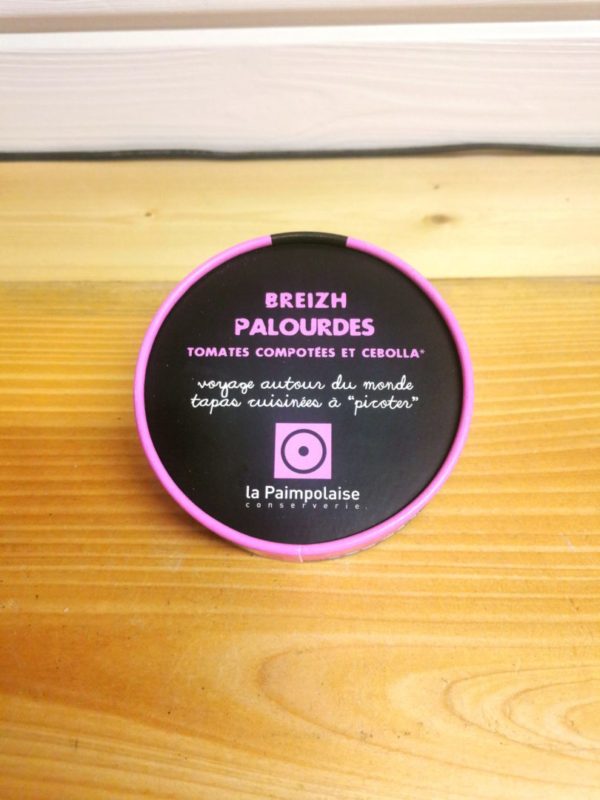 BREIZH
PALOURDES
TOMATES COMPOTÉES ET CEBOLLA*
voyage autour du monde
tapas cuisinées à "picoter"
la Paimpolaise
conserverie.